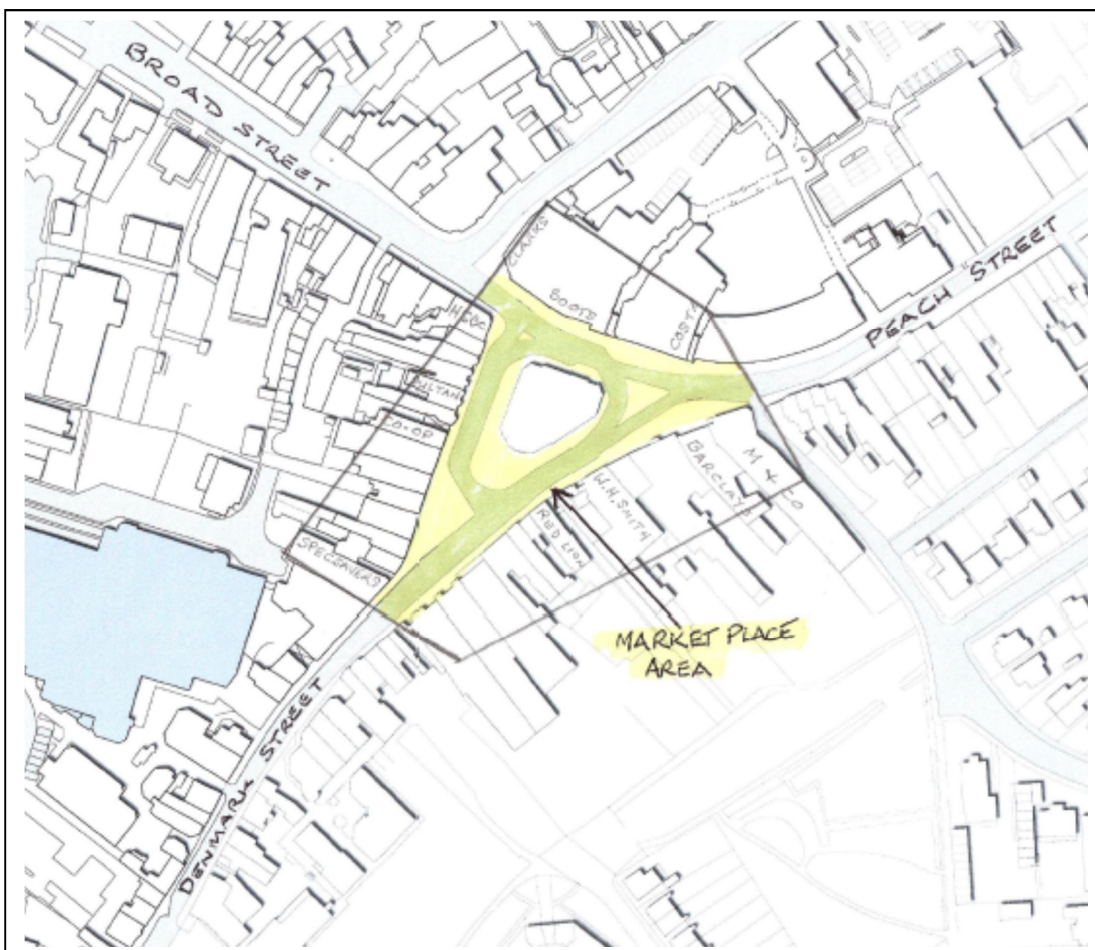 BROAD STREET
CLARKS
BOOTS
COSTA
PEACH STREET
HSBC
SULTAN
CO-OP
SPECSAVERS
M & CO
BARCLAYS
W.H. SMITH
RED LION
MARKET PLACE
AREA
DENMARK STREET